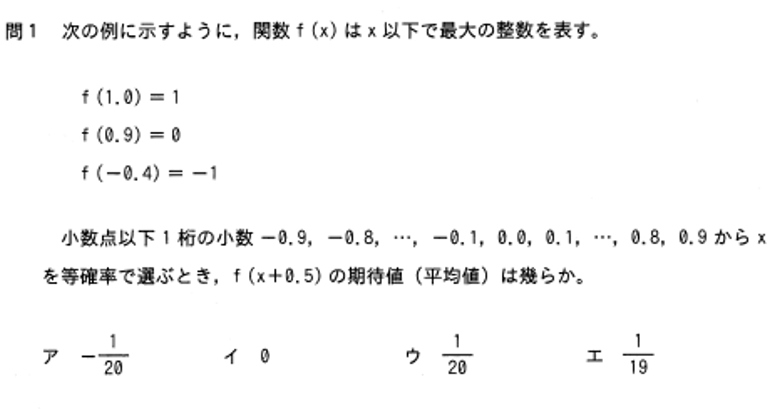 問1 次の例に示すように，関数f(x)はx以下で最大の整数を表す。
f(1.0)＝1
f(0.9)＝0
f(－0.4)＝－1
小数点以下1桁の小数－0.9，－0.8，…，－0.1，0.0，0.1，…，0.8，0.9からx
を等確率で選ぶとき，f(x＋0.5)の期待値（平均値）は幾らか。
ア －1/20 イ 0 ウ 1/20 エ 1/19